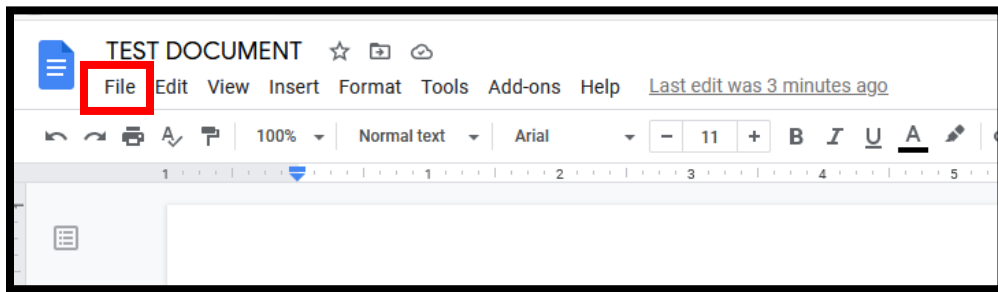 TEST DOCUMENT
File Edit View Insert Format Tools Add-ons Help Last edit was 3 minutes ago
100% Normal text Arial − 11 + B I U A
1 1 2 3 4 5
1